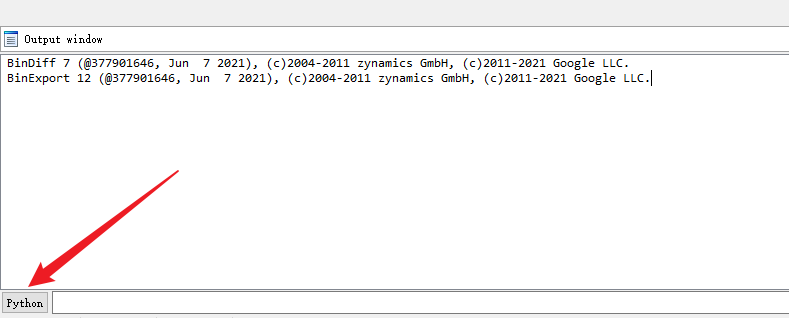 Output window
BinDiff 7 (@377901646, Jun  7 2021), (c)2004-2011 zynamics GmbH, (c)2011-2021 Google LLC.
BinExport 12 (@377901646, Jun  7 2021), (c)2004-2011 zynamics GmbH, (c)2011-2021 Google LLC.
Python